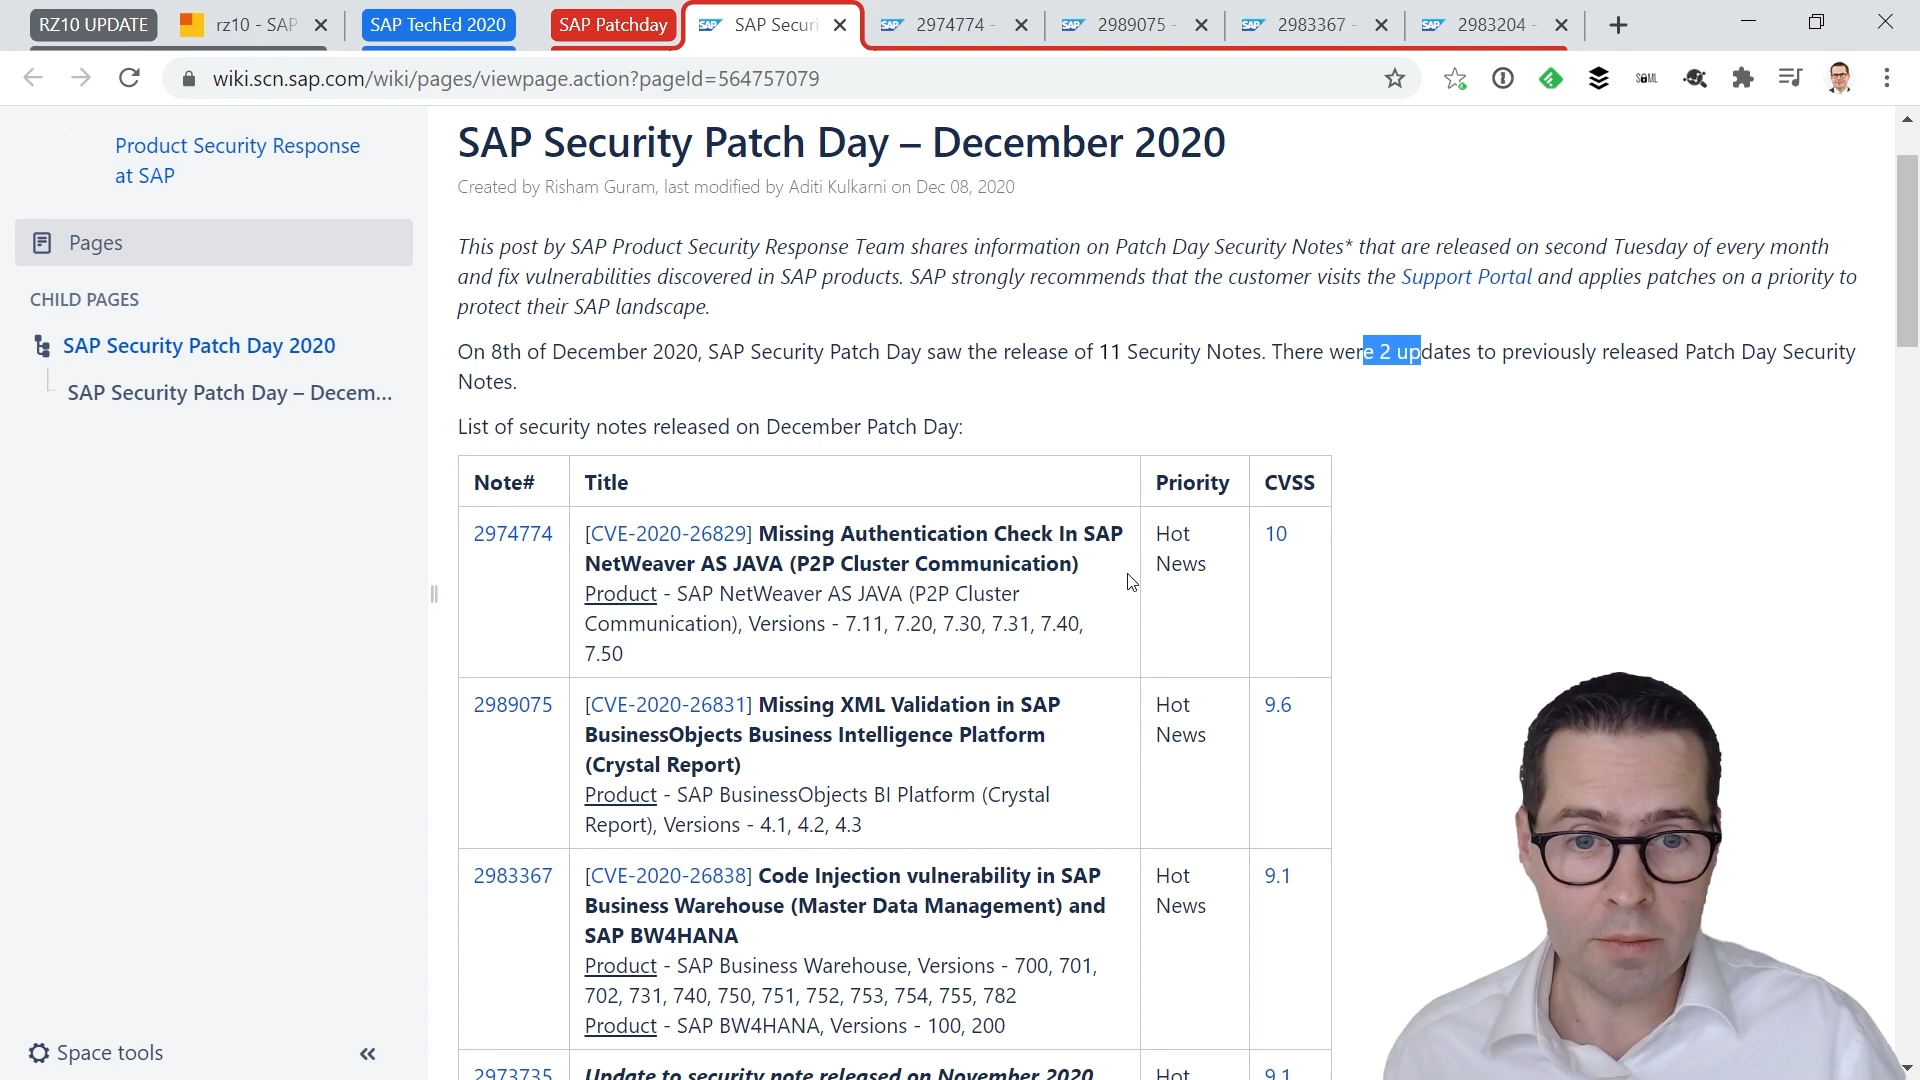 RZ10 UPDATE
rz10 - SAP
SAP TechEd 2020
SAP Patchday
SAP Securi
2974774 -
2989075 -
2983367 -
2983204 -
wiki.scn.sap.com/wiki/pages/viewpage.action?pageId=564757079
Product Security Response
at SAP
Pages
CHILD PAGES
SAP Security Patch Day 2020
SAP Security Patch Day – Decem...
Space tools
SAP Security Patch Day – December 2020
Created by Risham Guram, last modified by Aditi Kulkarni on Dec 08, 2020
This post by SAP Product Security Response Team shares information on Patch Day Security Notes* that are released on second Tuesday of every month
and fix vulnerabilities discovered in SAP products. SAP strongly recommends that the customer visits the Support Portal and applies patches on a priority to
protect their SAP landscape.
On 8th of December 2020, SAP Security Patch Day saw the release of 11 Security Notes. There were 2 updates to previously released Patch Day Security
Notes.
List of security notes released on December Patch Day:
Note# Title Priority CVSS
2974774 [CVE-2020-26829] Missing Authentication Check In SAP Hot 10
NetWeaver AS JAVA (P2P Cluster Communication) News
Product - SAP NetWeaver AS JAVA (P2P Cluster
Communication), Versions - 7.11, 7.20, 7.30, 7.31, 7.40,
7.50
2989075 [CVE-2020-26831] Missing XML Validation in SAP Hot 9.6
BusinessObjects Business Intelligence Platform News
(Crystal Report)
Product - SAP BusinessObjects BI Platform (Crystal
Report), Versions - 4.1, 4.2, 4.3
2983367 [CVE-2020-26838] Code Injection vulnerability in SAP Hot 9.1
Business Warehouse (Master Data Management) and News
SAP BW4HANA
Product - SAP Business Warehouse, Versions - 700, 701,
702, 731, 740, 750, 751, 752, 753, 754, 755, 782
Product - SAP BW4HANA, Versions - 100, 200
2973735 Update to security note released on November 2020 Hot 9.1